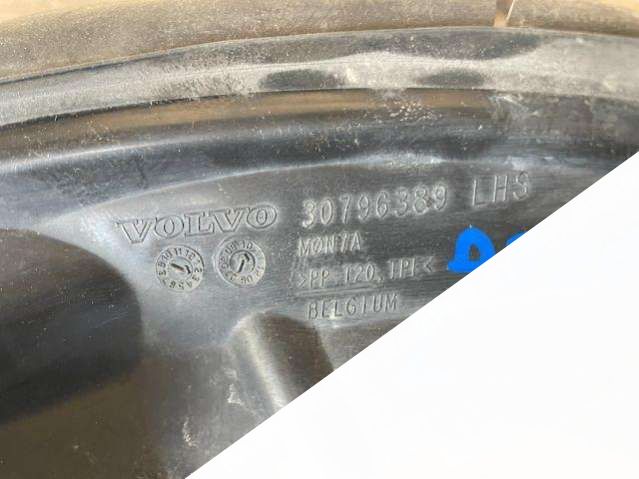 VOLVO 30796389 LHS
MONTA
>PP T20, TPE<
BELGIUM